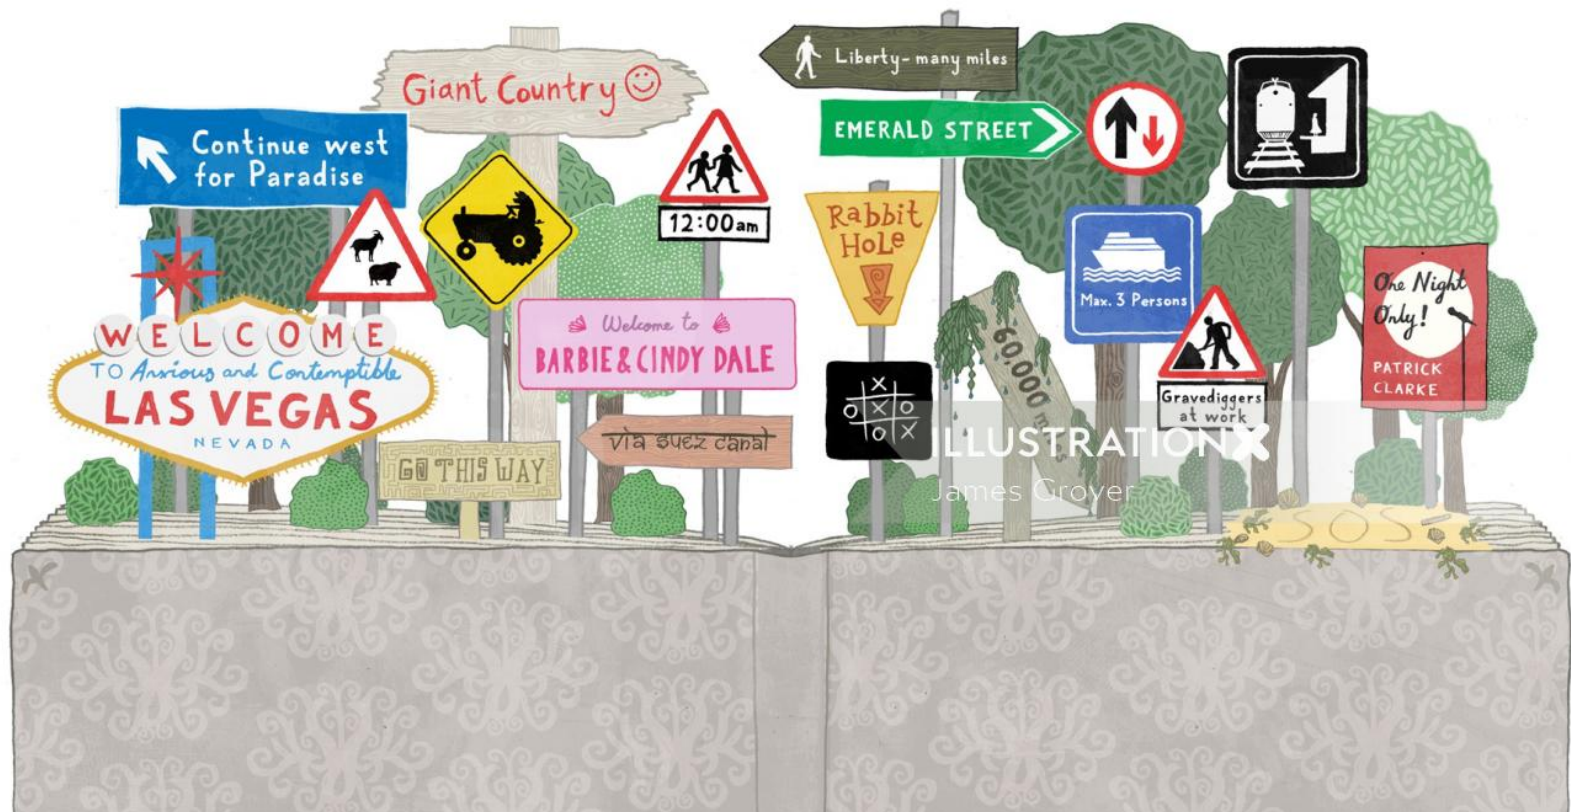 Continue west
for Paradise
Giant Country
12:00am
WELCOME
TO Anxious and Contemptible
LAS VEGAS
NEVADA
Welcome to
BARBIE & CINDY DALE
GO THIS WAY
via suez canal
Liberty - many miles
EMERALD STREET
Rabbit
HoLe
X
O X O
O X
60,000 miles
Max. 3 Persons
Gravediggers
at work
One Night
Only!
PATRICK
CLARKE
SOS
ILLUSTRATIONX
James Grover